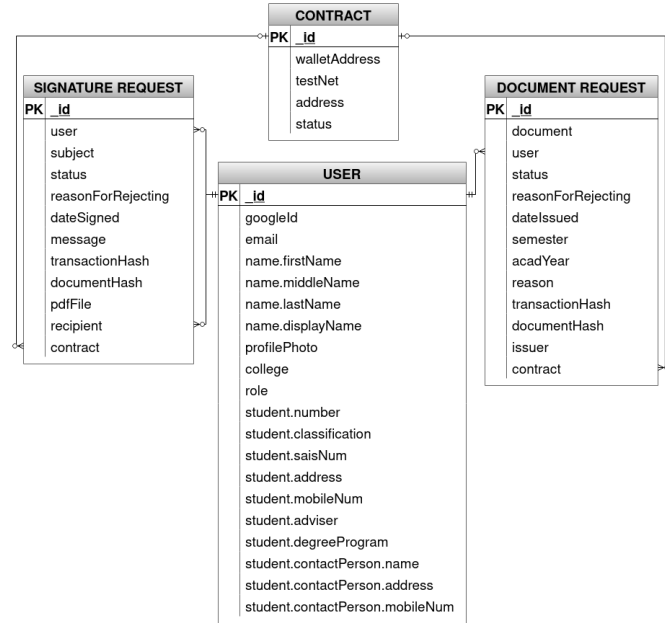 CONTRACT
PK _id
walletAddress
testNet
address
status
SIGNATURE REQUEST
PK _id
user
subject
status
reasonForRejecting
dateSigned
message
transactionHash
documentHash
pdfFile
recipient
contract
USER
PK _id
googleId
email
name.firstName
name.middleName
name.lastName
name.displayName
profilePhoto
college
role
student.number
student.classification
student.saisNum
student.address
student.mobileNum
student.adviser
student.degreeProgram
student.contactPerson.name
student.contactPerson.address
student.contactPerson.mobileNum
DOCUMENT REQUEST
PK _id
document
user
status
reasonForRejecting
dateIssued
semester
acadYear
reason
transactionHash
documentHash
issuer
contract